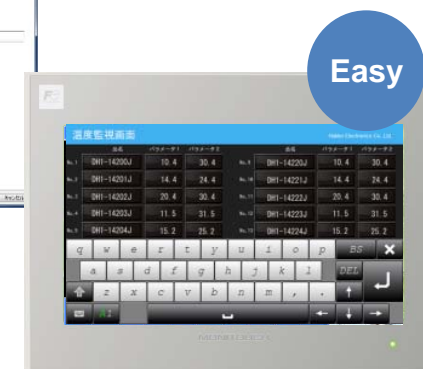 Easy
温度監視画面
Hakko Electronics Co., Ltd.
品名 パラメータ1 パラメータ2 品名 パラメータ1 パラメータ2
No.1 DH1-14200J 10.4 30.4 No.9 DH1-14220J 10.4 30.4
No.2 DH1-14201J 14.4 24.4 No.10 DH1-14221J 14.4 24.4
No.3 DH1-14202J 20.4 30.4 No.11 DH1-14222J 20.4 30.4
No.4 DH1-14203J 11.5 31.5 No.12 DH1-14223J 11.5 31.5
No.5 DH1-14204J 15.2 25.2 No.13 DH1-14224J 15.2 25.2
q w e r t y u i o p BS
a s d f g h j k l DEL
z x c v b n m , .
MONITOUCH